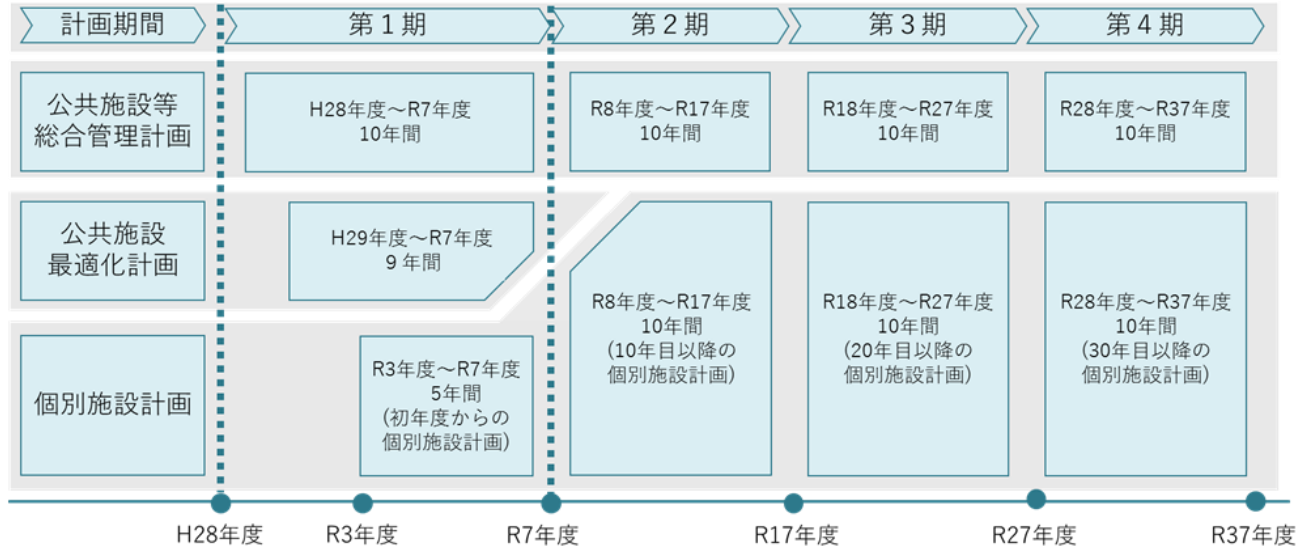 計画期間
第１期
第２期
第３期
第４期
公共施設等
総合管理計画
H28年度～R7年度
10年間
R8年度～R17年度
10年間
R18年度～R27年度
10年間
R28年度～R37年度
10年間
公共施設
最適化計画
H29年度～R7年度
９年間
個別施設計画
R3年度～R7年度
5年間
(初年度からの
個別施設計画)
R8年度～R17年度
10年間
(10年目以降の
個別施設計画)
R18年度～R27年度
10年間
(20年目以降の
個別施設計画)
R28年度～R37年度
10年間
(30年目以降の
個別施設計画)
H28年度
R3年度
R7年度
R17年度
R27年度
R37年度